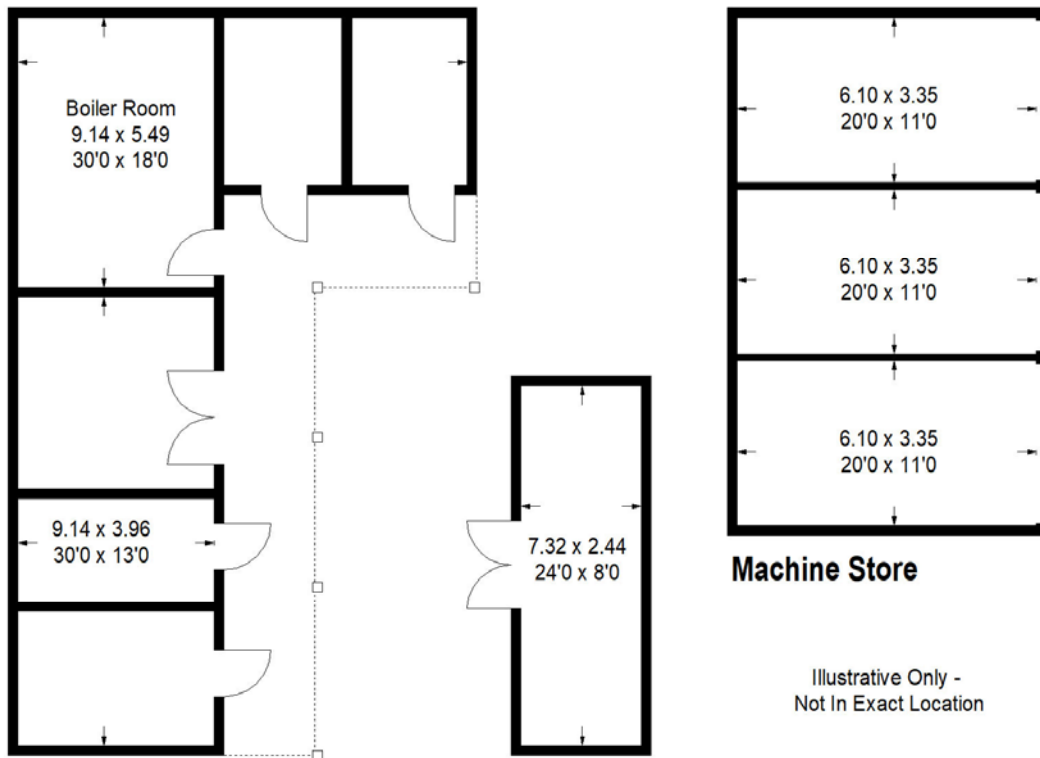 Boiler Room
9.14 x 5.49
30'0 x 18'0
6.10 x 3.35
20'0 x 11'0
6.10 x 3.35
20'0 x 11'0
6.10 x 3.35
20'0 x 11'0
9.14 x 3.96
30'0 x 13'0
7.32 x 2.44
24'0 x 8'0
Machine Store
Illustrative Only -
Not In Exact Location